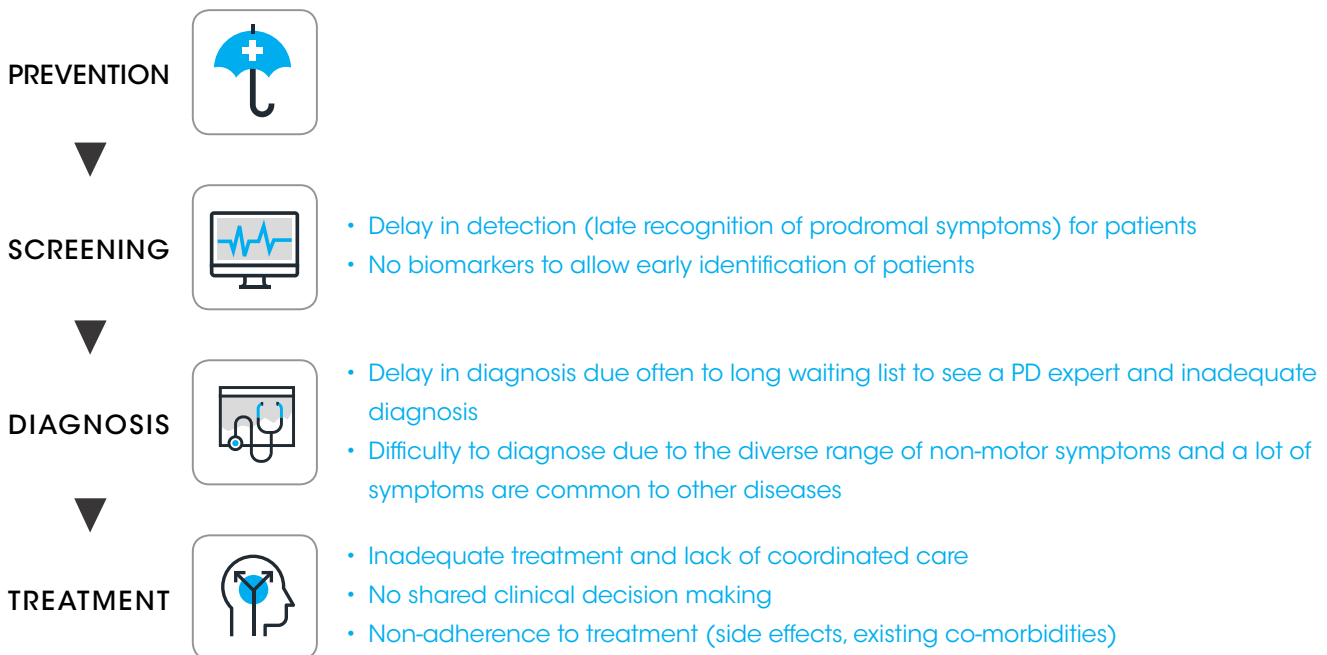 PREVENTION
SCREENING
• Delay in detection (late recognition of prodromal symptoms) for patients
• No biomarkers to allow early identification of patients
DIAGNOSIS
• Delay in diagnosis due often to long waiting list to see a PD expert and inadequate
diagnosis
• Difficulty to diagnose due to the diverse range of non-motor symptoms and a lot of
symptoms are common to other diseases
TREATMENT
• Inadequate treatment and lack of coordinated care
• No shared clinical decision making
• Non-adherence to treatment (side effects, existing co-morbidities)